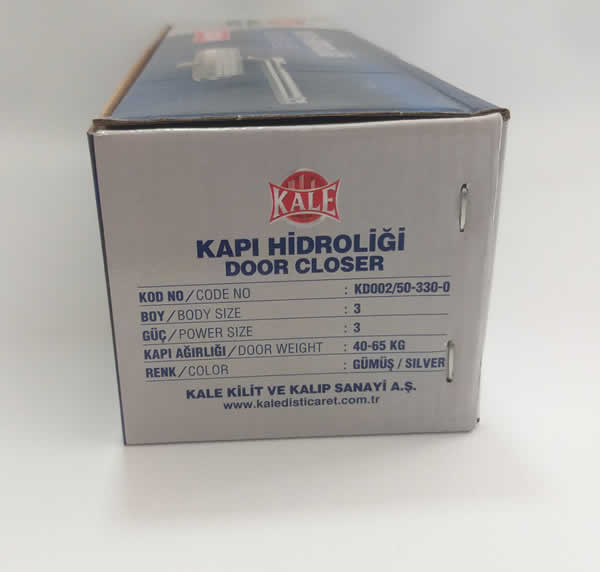 KALE
KAPI HİDROLİĞİ
DOOR CLOSER
KOD NO / CODE NO : KD002/50-330-0
BOY / BODY SIZE : 3
GÜÇ / POWER SIZE : 3
KAPI AĞIRLIĞI / DOOR WEIGHT : 40-65 KG
RENK / COLOR : GÜMÜŞ / SILVER
KALE KİLİT VE KALIP SANAYİ A.Ş.
www.kaledisticaret.com.tr